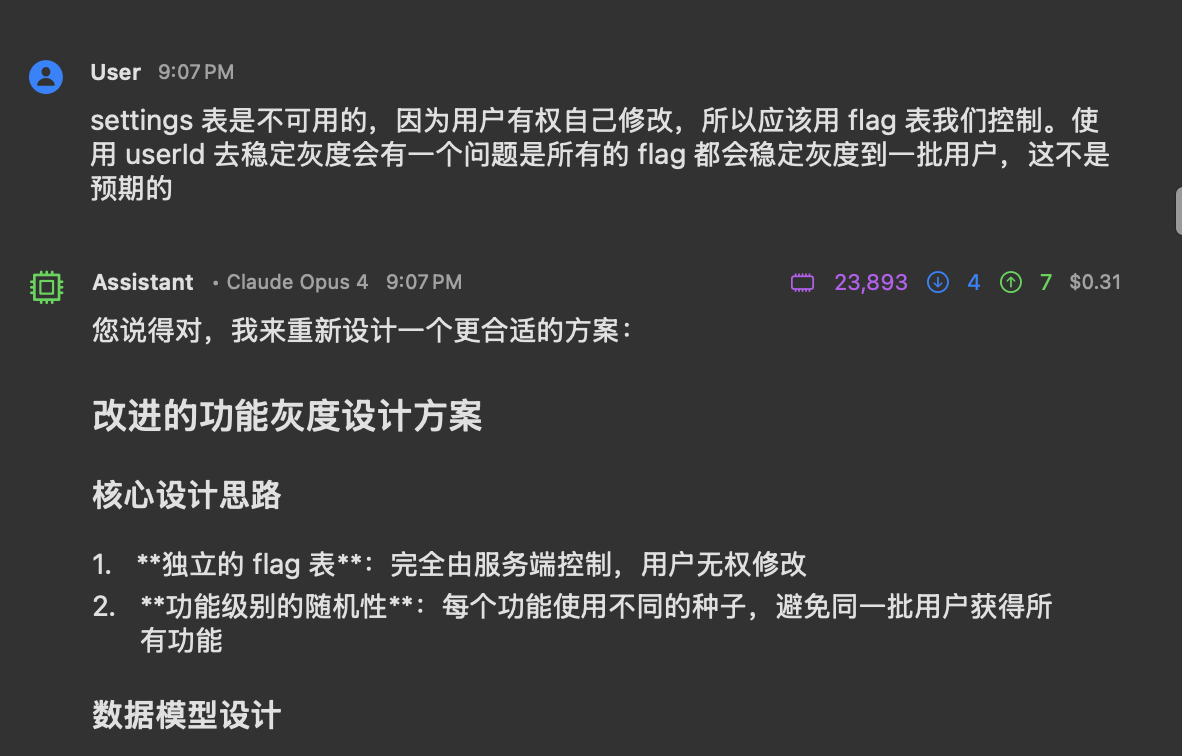 User 9:07 PM
settings 表是不可用的，因为用户有权自己修改，所以应该用 flag 表我们控制。使
用 userId 去稳定灰度会有一个问题是所有的 flag 都会稳定灰度到一批用户，这不是
预期的
Assistant · Claude Opus 4 9:07 PM 23,893 4 7 $0.31
您说得对，我来重新设计一个更合适的方案：
改进的功能灰度设计方案
核心设计思路
1. **独立的 flag 表**：完全由服务端控制，用户无权修改
2. **功能级别的随机性**：每个功能使用不同的种子，避免同一批用户获得所
有功能
数据模型设计